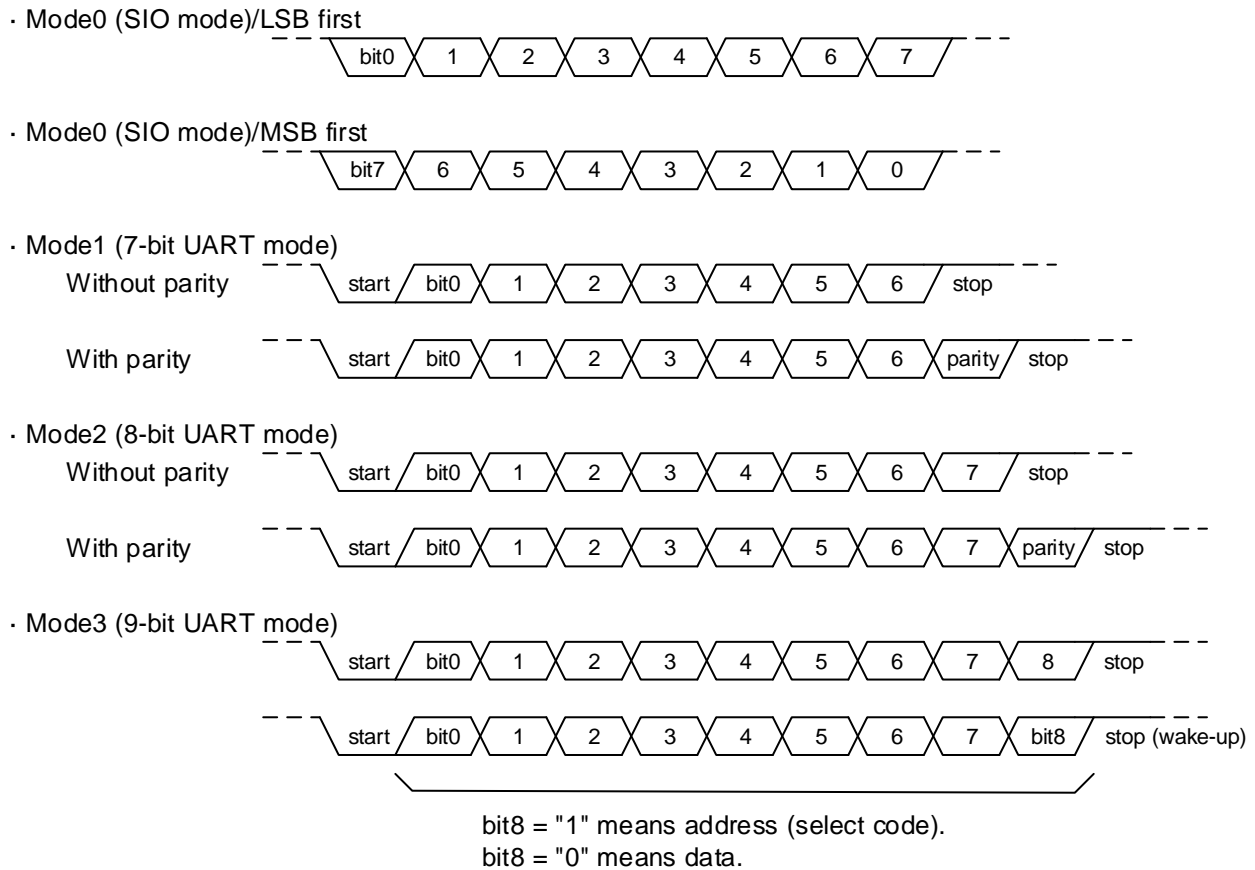 · Mode0 (SIO mode)/LSB first
bit0 1 2 3 4 5 6 7
· Mode0 (SIO mode)/MSB first
bit7 6 5 4 3 2 1 0
· Mode1 (7-bit UART mode)
Without parity start bit0 1 2 3 4 5 6 stop
With parity start bit0 1 2 3 4 5 6 parity stop
· Mode2 (8-bit UART mode)
Without parity start bit0 1 2 3 4 5 6 7 stop
With parity start bit0 1 2 3 4 5 6 7 parity stop
· Mode3 (9-bit UART mode)
start bit0 1 2 3 4 5 6 7 8 stop
start bit0 1 2 3 4 5 6 7 bit8 stop (wake-up)
bit8 = "1" means address (select code).
bit8 = "0" means data.